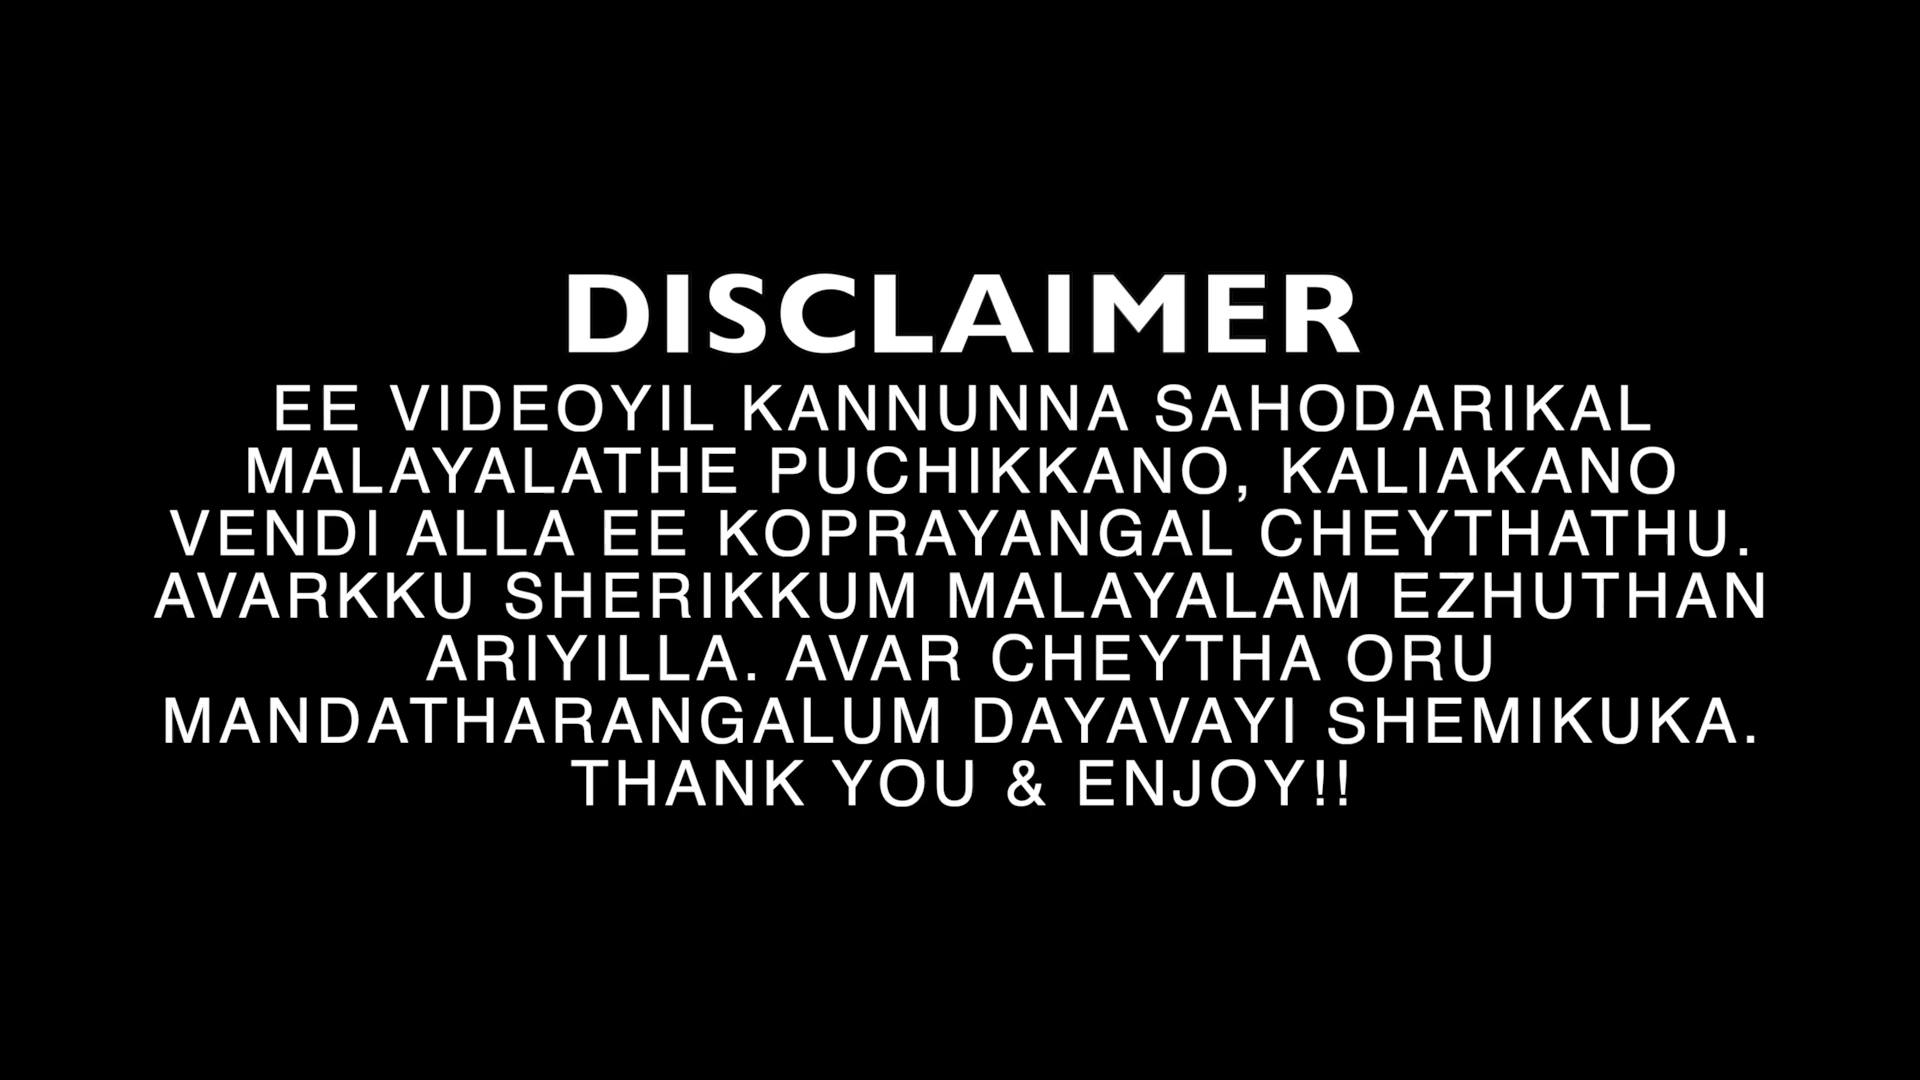 DISCLAIMER
EE VIDEOYIL KANNUNNA SAHODARIKAL
MALAYALATHE PUCHIKKANO, KALIAKANO
VENDI ALLA EE KOPRAYANGAL CHEYTHATHU.
AVARKKU SHERIKKUM MALAYALAM EZHUTHAN
ARIYILLA. AVAR CHEYTHA ORU
MANDATHARANGALUM DAYAVAYI SHEMIKUKA.
THANK YOU & ENJOY!!